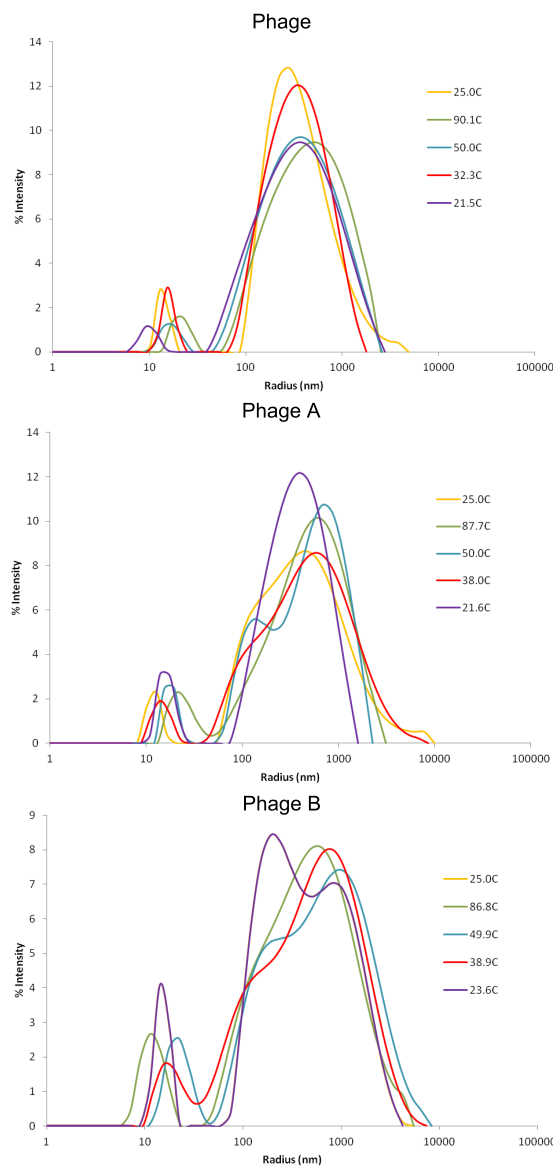 Phage
14
12
10
8
6
4
2
0
% Intensity
25.0C
90.1C
50.0C
32.3C
21.5C
1 10 100 1000 10000 100000
Radius (nm)
Phage A
14
12
10
8
6
4
2
0
% Intensity
25.0C
87.7C
50.0C
38.0C
21.6C
1 10 100 1000 10000 100000
Radius (nm)
Phage B
9
8
7
6
5
4
3
2
1
0
% Intensity
25.0C
86.8C
49.9C
38.9C
23.6C
1 10 100 1000 10000 100000
Radius (nm)